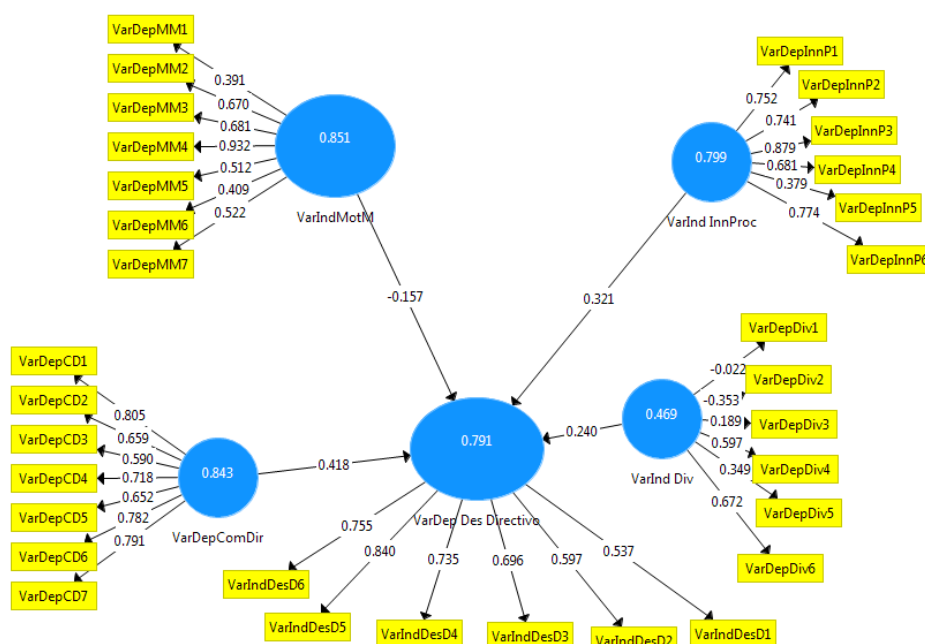 VarDepMM1
VarDepMM2
VarDepMM3
VarDepMM4
VarDepMM5
VarDepMM6
VarDepMM7
0.391
0.670
0.681
0.932
0.512
0.409
0.522
0.851
VarIndMotM
-0.157
VarDepInnP1
VarDepInnP2
VarDepInnP3
VarDepInnP4
VarDepInnP5
VarDepInnP6
0.752
0.741
0.879
0.681
0.379
0.774
0.799
VarInd InnProc
0.321
VarDepCD1
VarDepCD2
VarDepCD3
VarDepCD4
VarDepCD5
VarDepCD6
VarDepCD7
0.805
0.659
0.590
0.718
0.652
0.782
0.791
0.843
VarDepComDir
0.418
0.791
VarDep Des Directivo
0.240
0.469
VarInd Div
-0.022
-0.353
0.189
0.597
0.349
0.672
VarDepDiv1
VarDepDiv2
VarDepDiv3
VarDepDiv4
VarDepDiv5
VarDepDiv6
0.755
0.840
0.735
0.696
0.597
0.537
VarIndDesD6
VarIndDesD5
VarIndDesD4
VarIndDesD3
VarIndDesD2
VarIndDesD1